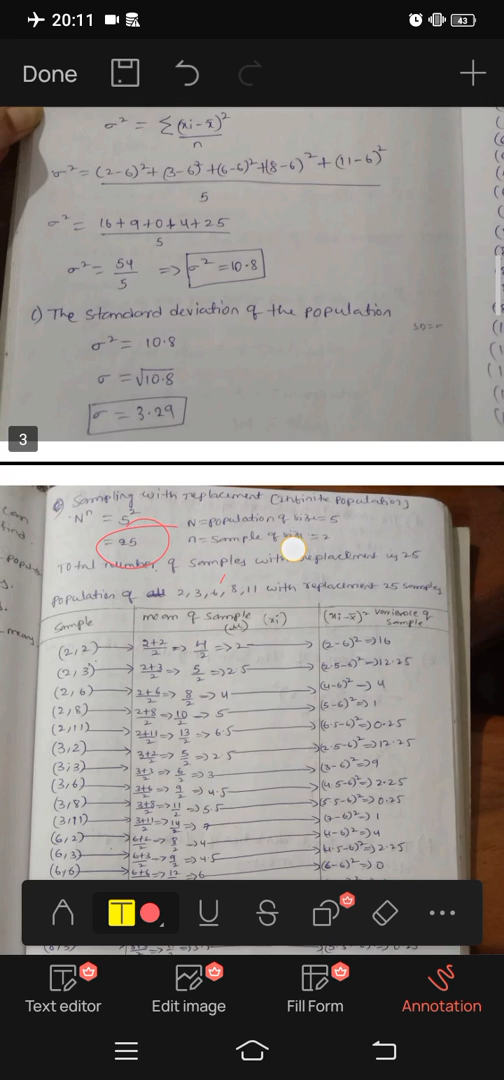 20:11
43
Done
σ² = Σ(xi-x̄)²
n
σ² = (2-6)²+(3-6)²+(6-6)²+(8-6)²+(11-6)²
5
σ² = 16+9+0+4+25
5
σ² = 54/5 => σ² = 10.8
c) The standard deviation of the population
σ² = 10.8
σ = √10.8
σ = 3.29
3
Sampling with replacement (Infinite population)
Nⁿ = 5²
= 25
N = population of size = 5
n = sample of size = 2
Total number of samples with replacement is 25
population of 2, 3, 6, 8, 11 with replacement 25 samples
Sample mean of sample (xi) (xi-x̄)² variance of sample
(2,2) 2+2/2 => 4/2 => 2 (2-6)² => 16
(2,3) 2+3/2 => 5/2 => 2.5 (2.5-6)² => 12.25
(2,6) 2+6/2 => 8/2 => 4 (4-6)² => 4
(2,8) 2+8/2 => 10/2 => 5 (5-6)² => 1
(2,11) 2+11/2 => 13/2 => 6.5 (6.5-6)² => 0.25
(3,2) 3+2/2 => 5/2 => 2.5 (2.5-6)² => 12.25
(3,3) 3+3/2 => 6/2 => 3 (3-6)² => 9
(3,6) 3+6/2 => 9/2 => 4.5 (4.5-6)² => 2.25
(3,8) 3+8/2 => 11/2 => 5.5 (5.5-6)² => 0.25
(3,11) 3+11/2 => 14/2 => 7 (7-6)² => 1
(6,2) 6+2/2 => 8/2 => 4 (4-6)² => 4
(6,3) 6+3/2 => 9/2 => 4.5 (4.5-6)² => 2.25
(6,6) 6+6/2 => 12/2 => 6 (6-6)² => 0
Text editor
Edit image
Fill Form
Annotation